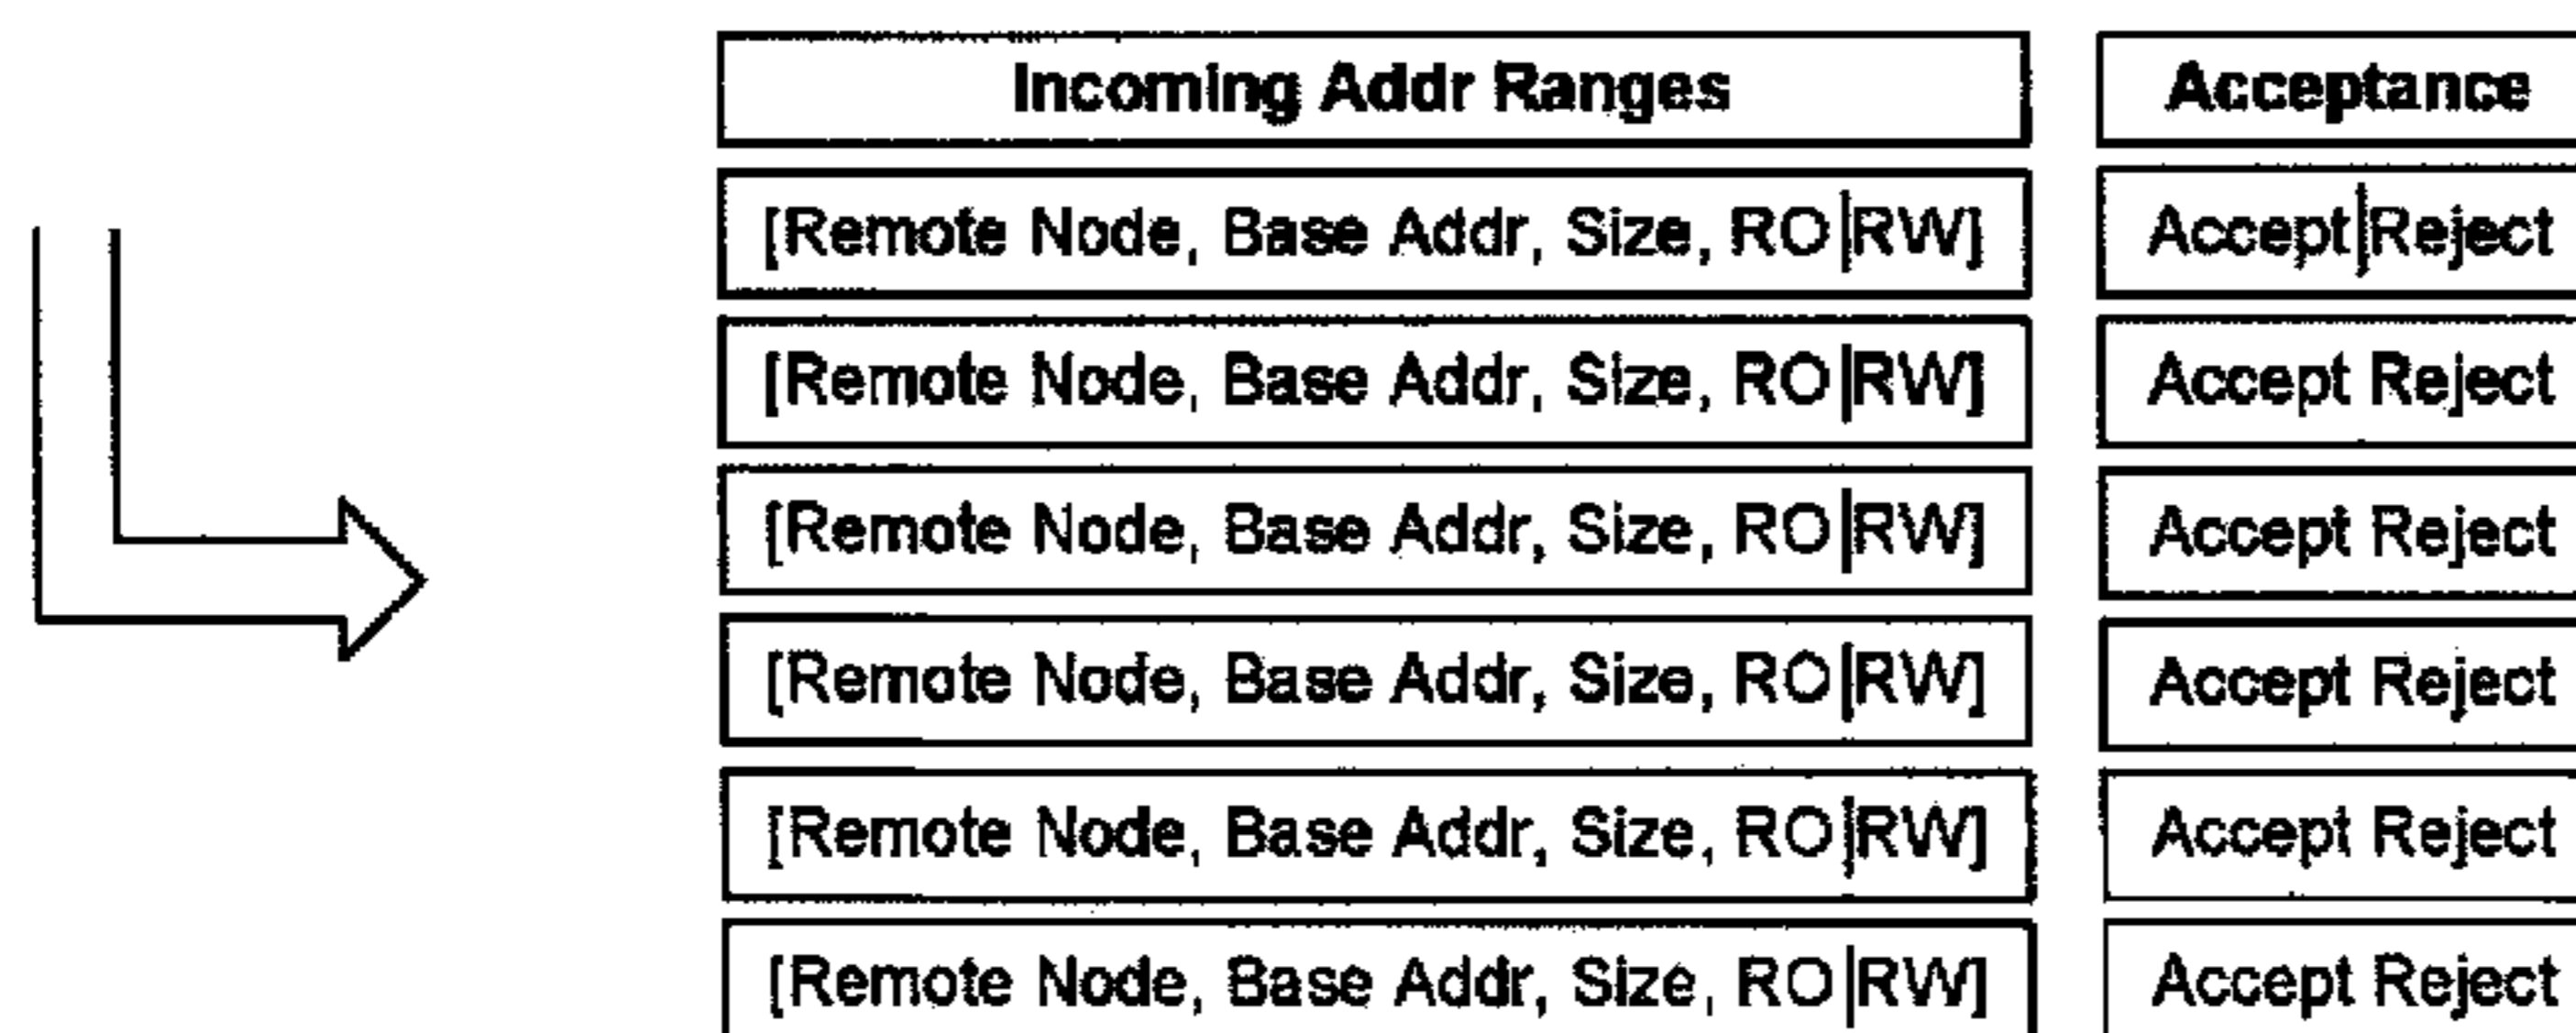 Incoming Addr Ranges Acceptance
[Remote Node, Base Addr, Size, RO|RW] Accept|Reject
[Remote Node, Base Addr, Size, RO|RW] Accept Reject
[Remote Node, Base Addr, Size, RO|RW] Accept Reject
[Remote Node, Base Addr, Size, RO|RW] Accept Reject
[Remote Node, Base Addr, Size, RO|RW] Accept Reject
[Remote Node, Base Addr, Size, RO|RW] Accept Reject